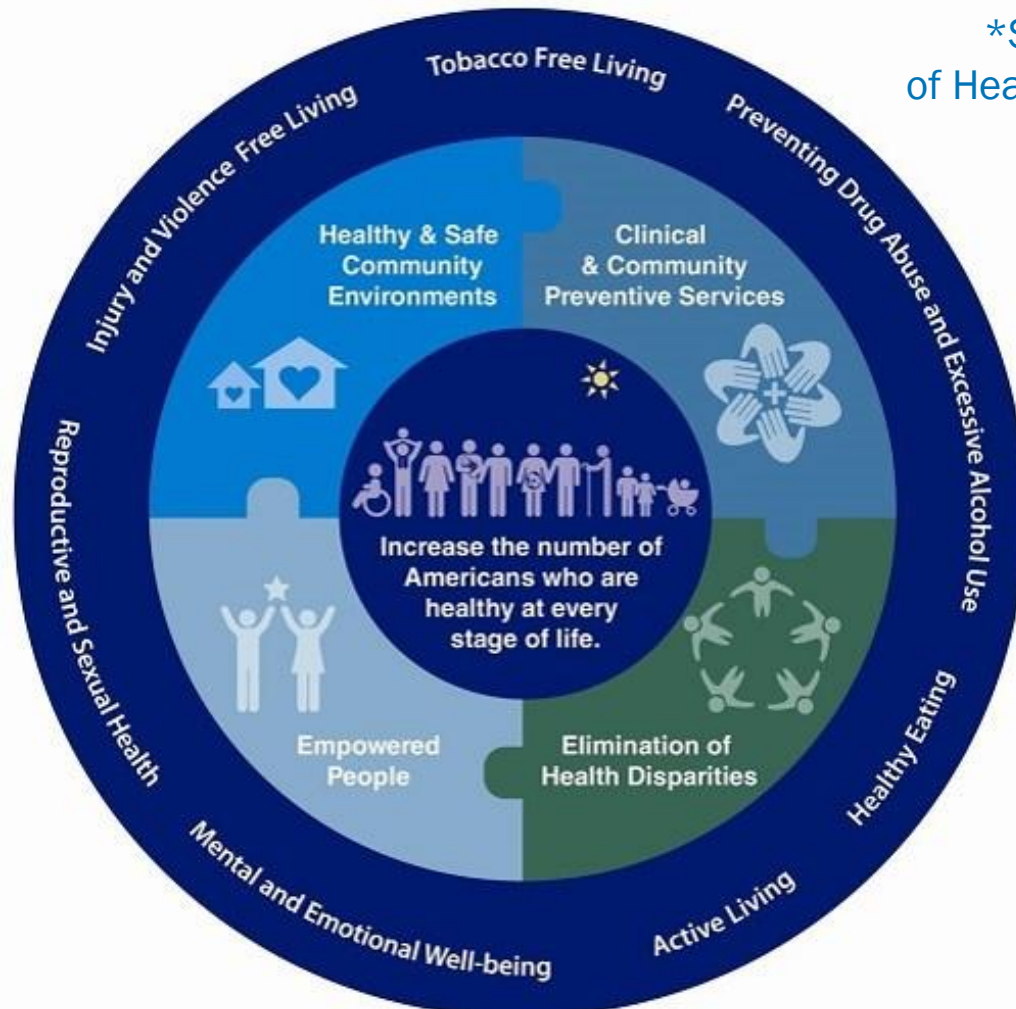 *S
of Hea
Tobacco Free Living
Preventing Drug Abuse and Excessive Alcohol Use
Healthy Eating
Active Living
Mental and Emotional Well-being
Reproductive and Sexual Health
Injury and Violence Free Living
Healthy & Safe
Community
Environments
Clinical
& Community
Preventive Services
Increase the number of
Americans who are
healthy at every
stage of life.
Empowered
People
Elimination of
Health Disparities